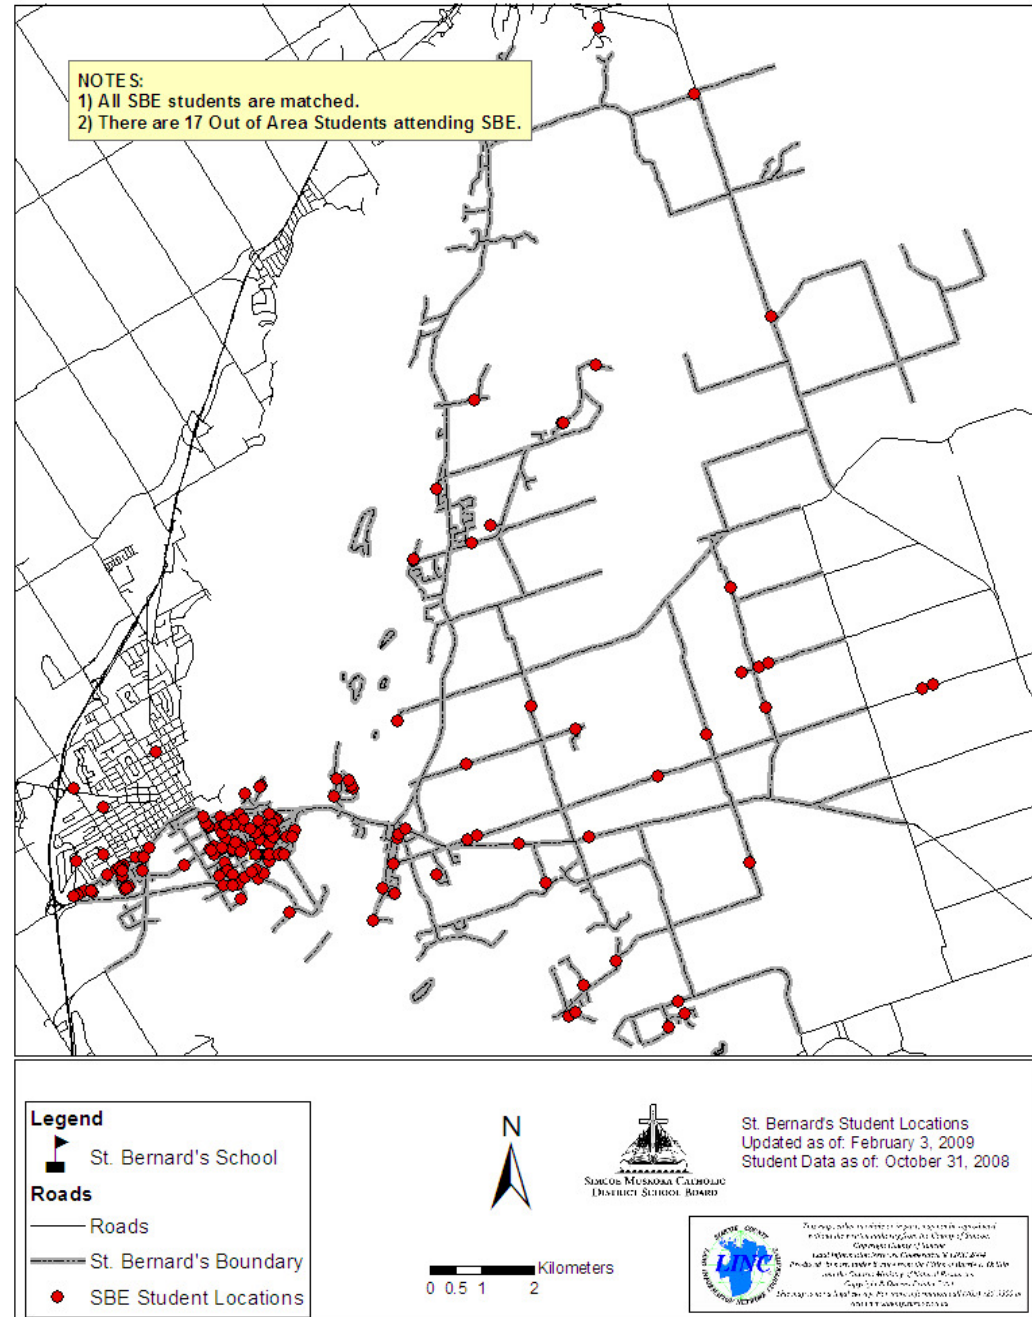 NOTES:
1) All SBE students are matched.
2) There are 17 Out of Area Students attending SBE.
Legend
St. Bernard's School
Roads
Roads
St. Bernard's Boundary
SBE Student Locations
N
0 0.5 1 2 Kilometers
SIMCOE MUSKOKA CATHOLIC
DISTRICT SCHOOL BOARD
St. Bernard's Student Locations
Updated as of: February 3, 2009
Student Data as of: October 31, 2008
SIMCOE COUNTY
LINC